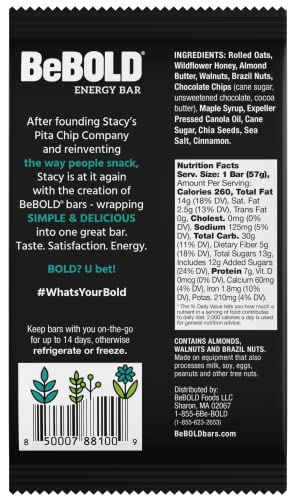 BeBOLD®
ENERGY BAR
After founding Stacy's
Pita Chip Company
and reinventing
the way people snack,
Stacy is at it again
with the creation of
BeBOLD® bars - wrapping
SIMPLE & DELICIOUS
into one great bar.
Taste. Satisfaction. Energy.
BOLD? U bet!
#WhatsYourBold
Keep bars with you on-the-go
for up to 14 days, otherwise
refrigerate or freeze.
8 50007 88100 9
INGREDIENTS: Rolled Oats,
Wildflower Honey, Almond
Butter, Walnuts, Brazil Nuts,
Chocolate Chips (cane sugar,
unsweetened chocolate, cocoa
butter), Maple Syrup, Expeller
Pressed Canola Oil, Cane
Sugar, Chia Seeds, Sea
Salt, Cinnamon.
Nutrition Facts
Serv. Size: 1 Bar (57g),
Amount Per Serving:
Calories 260, Total Fat
14g (18% DV), Sat. Fat
2.5g (13% DV), Trans Fat
0g, Cholest. 0mg (0%
DV), Sodium 125mg (5%
DV), Total Carb. 30g
(11% DV), Dietary Fiber 5g
(18% DV), Total Sugars 13g,
Includes 12g Added Sugars
(24% DV), Protein 7g, Vit. D
0mcg (0% DV), Calcium 60mg
(4% DV), Iron 1.8mg (10%
DV), Potas. 210mg (4% DV).
*The % Daily Value tells you how much a
nutrient in a serving of food contributes
to daily diet. 2,000 calories a day is used
for general nutrition advice.
CONTAINS ALMONDS,
WALNUTS AND BRAZIL NUTS.
Made on equipment that also
processes milk, soy, eggs,
peanuts and other tree nuts.
Distributed by:
BeBOLD Foods LLC
Sharon, MA 02067
1-855-6Be-BOLD
(1-855-623-2653)
BeBOLDbars.com